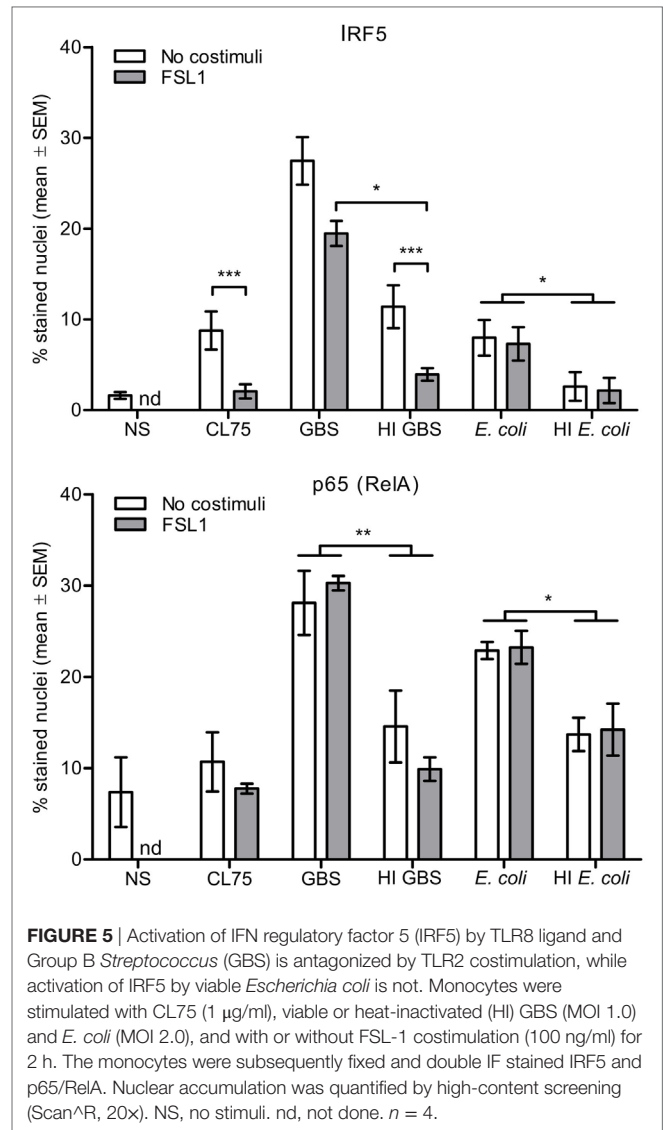 IRF5
No costimuli
FSL1
% stained nuclei (mean ± SEM)
40
30
20
10
0
*
***
***
*
nd
NS CL75 GBS HI GBS E. coli HI E. coli
p65 (RelA)
No costimuli
FSL1
% stained nuclei (mean ± SEM)
40
30
20
10
0
**
*
nd
NS CL75 GBS HI GBS E. coli HI E. coli
FIGURE 5 | Activation of IFN regulatory factor 5 (IRF5) by TLR8 ligand and
Group B Streptococcus (GBS) is antagonized by TLR2 costimulation, while
activation of IRF5 by viable Escherichia coli is not. Monocytes were
stimulated with CL75 (1 μg/ml), viable or heat-inactivated (HI) GBS (MOI 1.0)
and E. coli (MOI 2.0), and with or without FSL-1 costimulation (100 ng/ml) for
2 h. The monocytes were subsequently fixed and double IF stained IRF5 and
p65/RelA. Nuclear accumulation was quantified by high-content screening
(Scan^R, 20×). NS, no stimuli. nd, not done. n = 4.